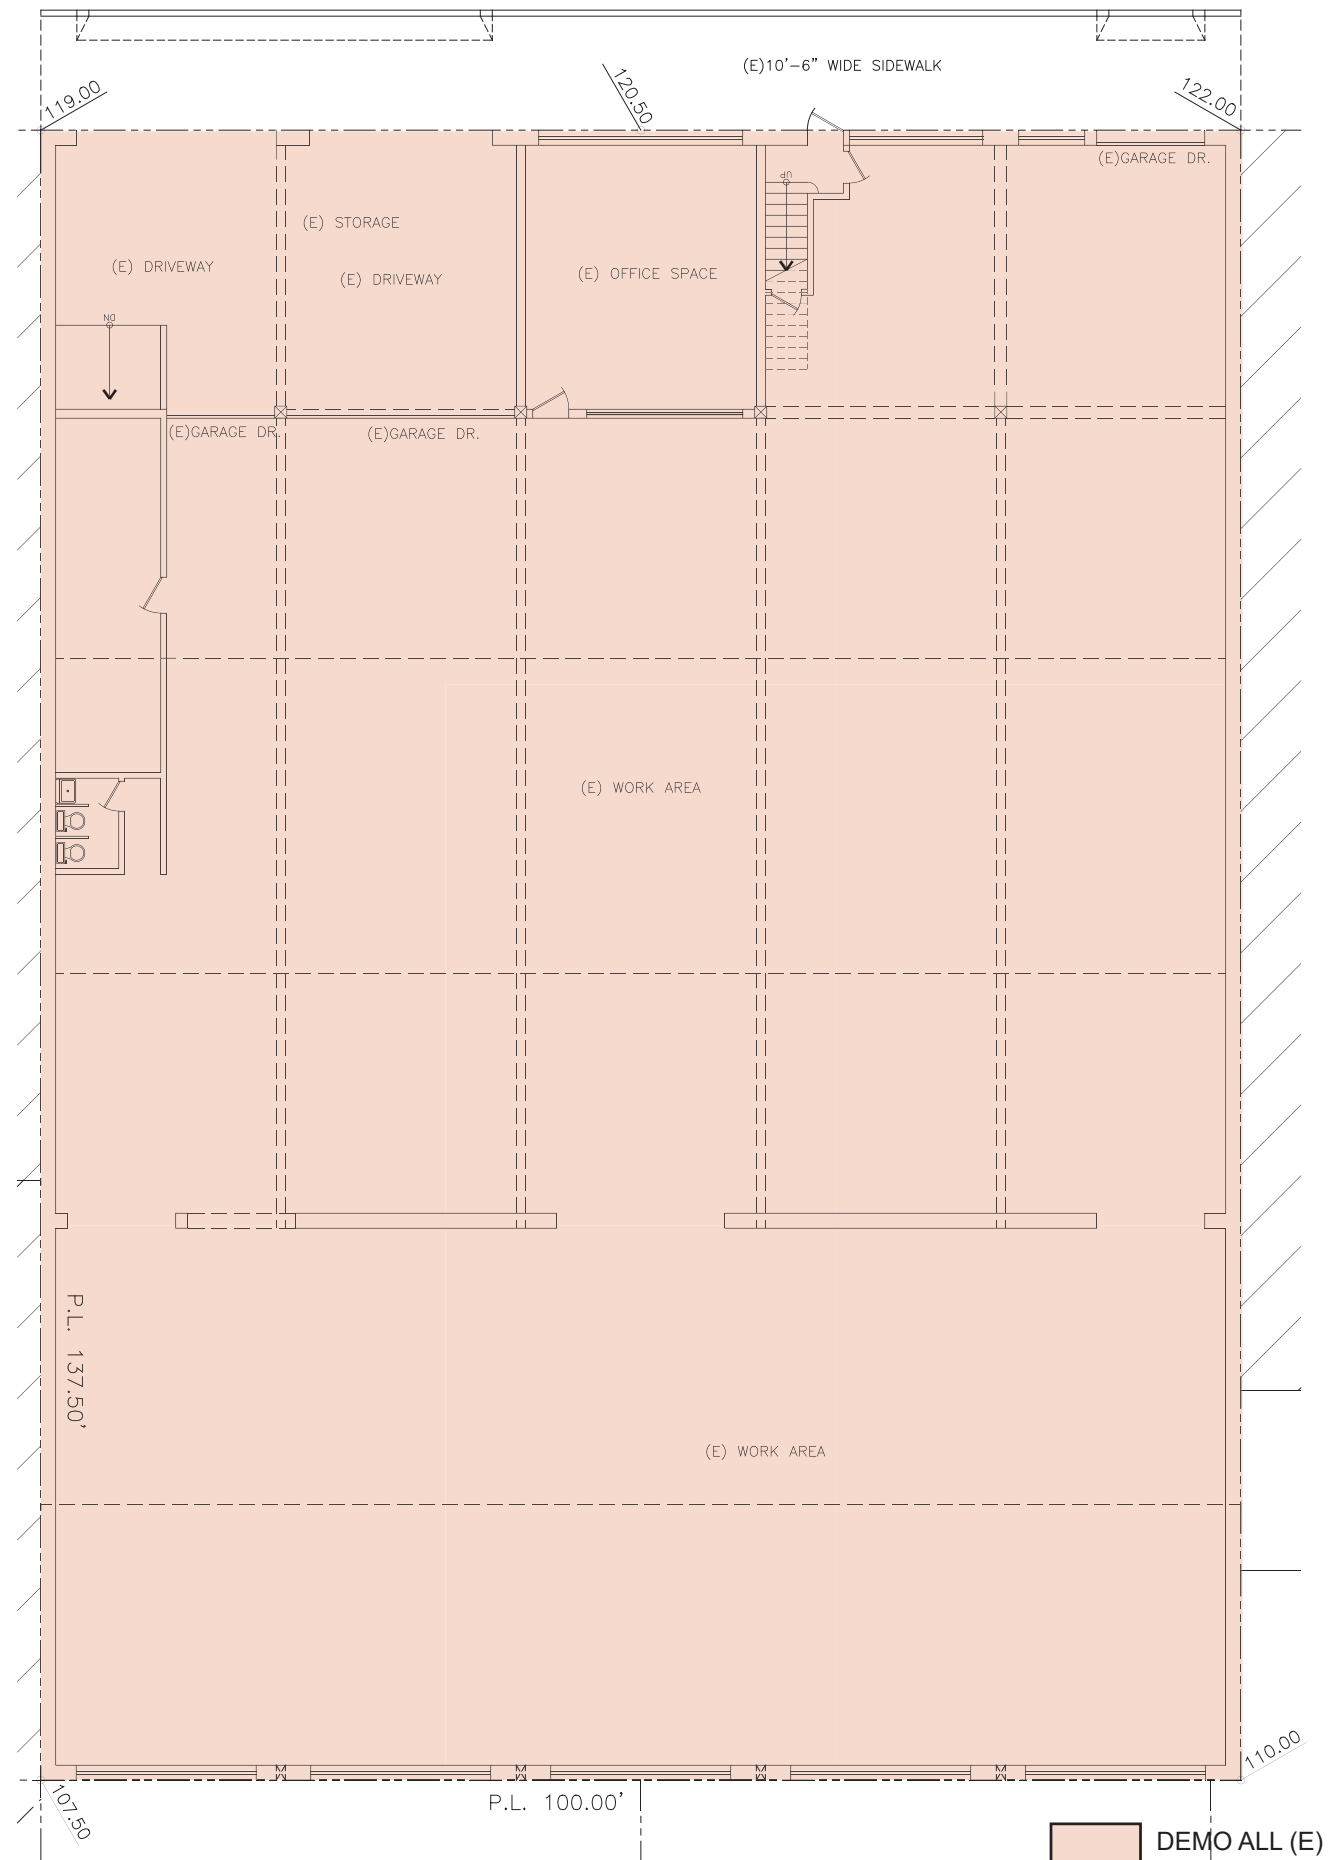 (E)10'-6" WIDE SIDEWALK
119.00
120.50
122.00
(E)GARAGE DR.
UP
(E) STORAGE
(E) DRIVEWAY
(E) DRIVEWAY
(E) OFFICE SPACE
DN
(E)GARAGE DR.
(E)GARAGE DR.
(E) WORK AREA
P.L. 137.50'
(E) WORK AREA
110.00
107.50
P.L. 100.00'
DEMO ALL (E)